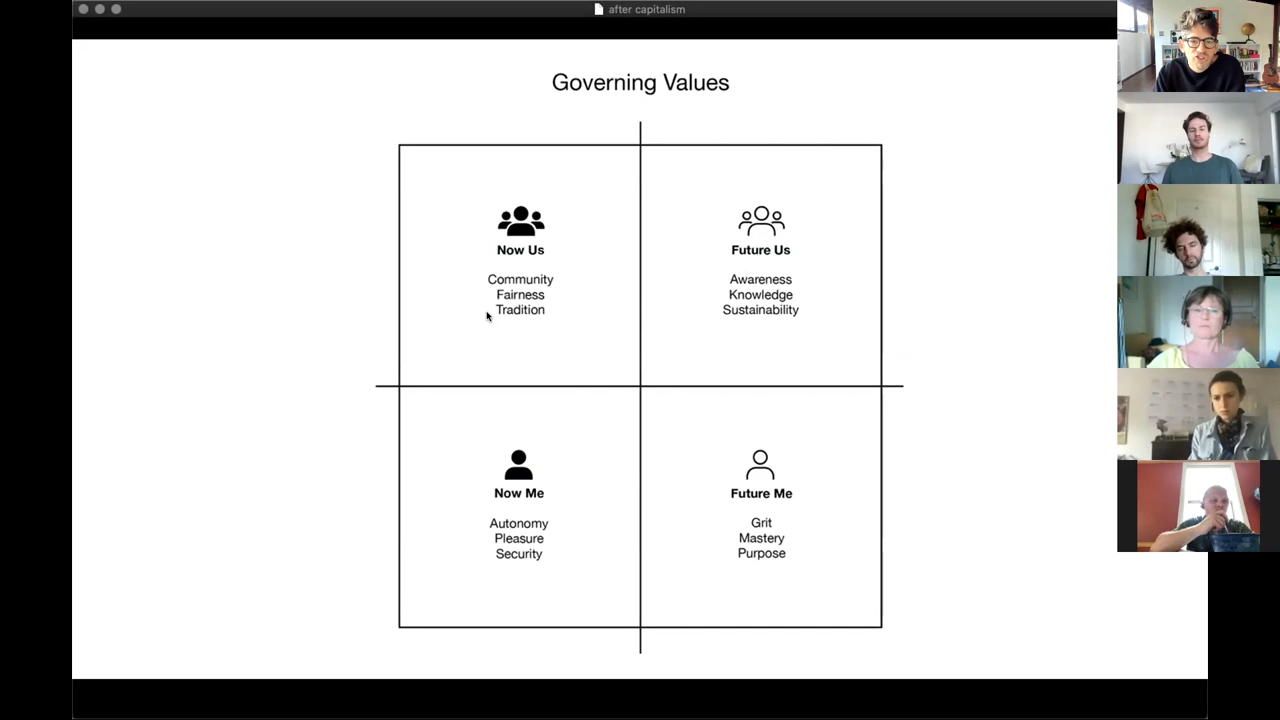 after capitalism
Governing Values
Now Us
Community
Fairness
Tradition
Future Us
Awareness
Knowledge
Sustainability
Now Me
Autonomy
Pleasure
Security
Future Me
Grit
Mastery
Purpose